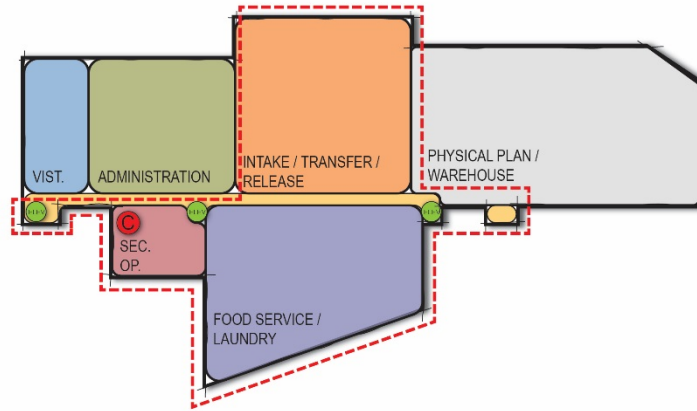 VIST.
ADMINISTRATION
INTAKE / TRANSFER /
RELEASE
PHYSICAL PLAN /
WAREHOUSE
C
SEC.
OP.
FOOD SERVICE /
LAUNDRY